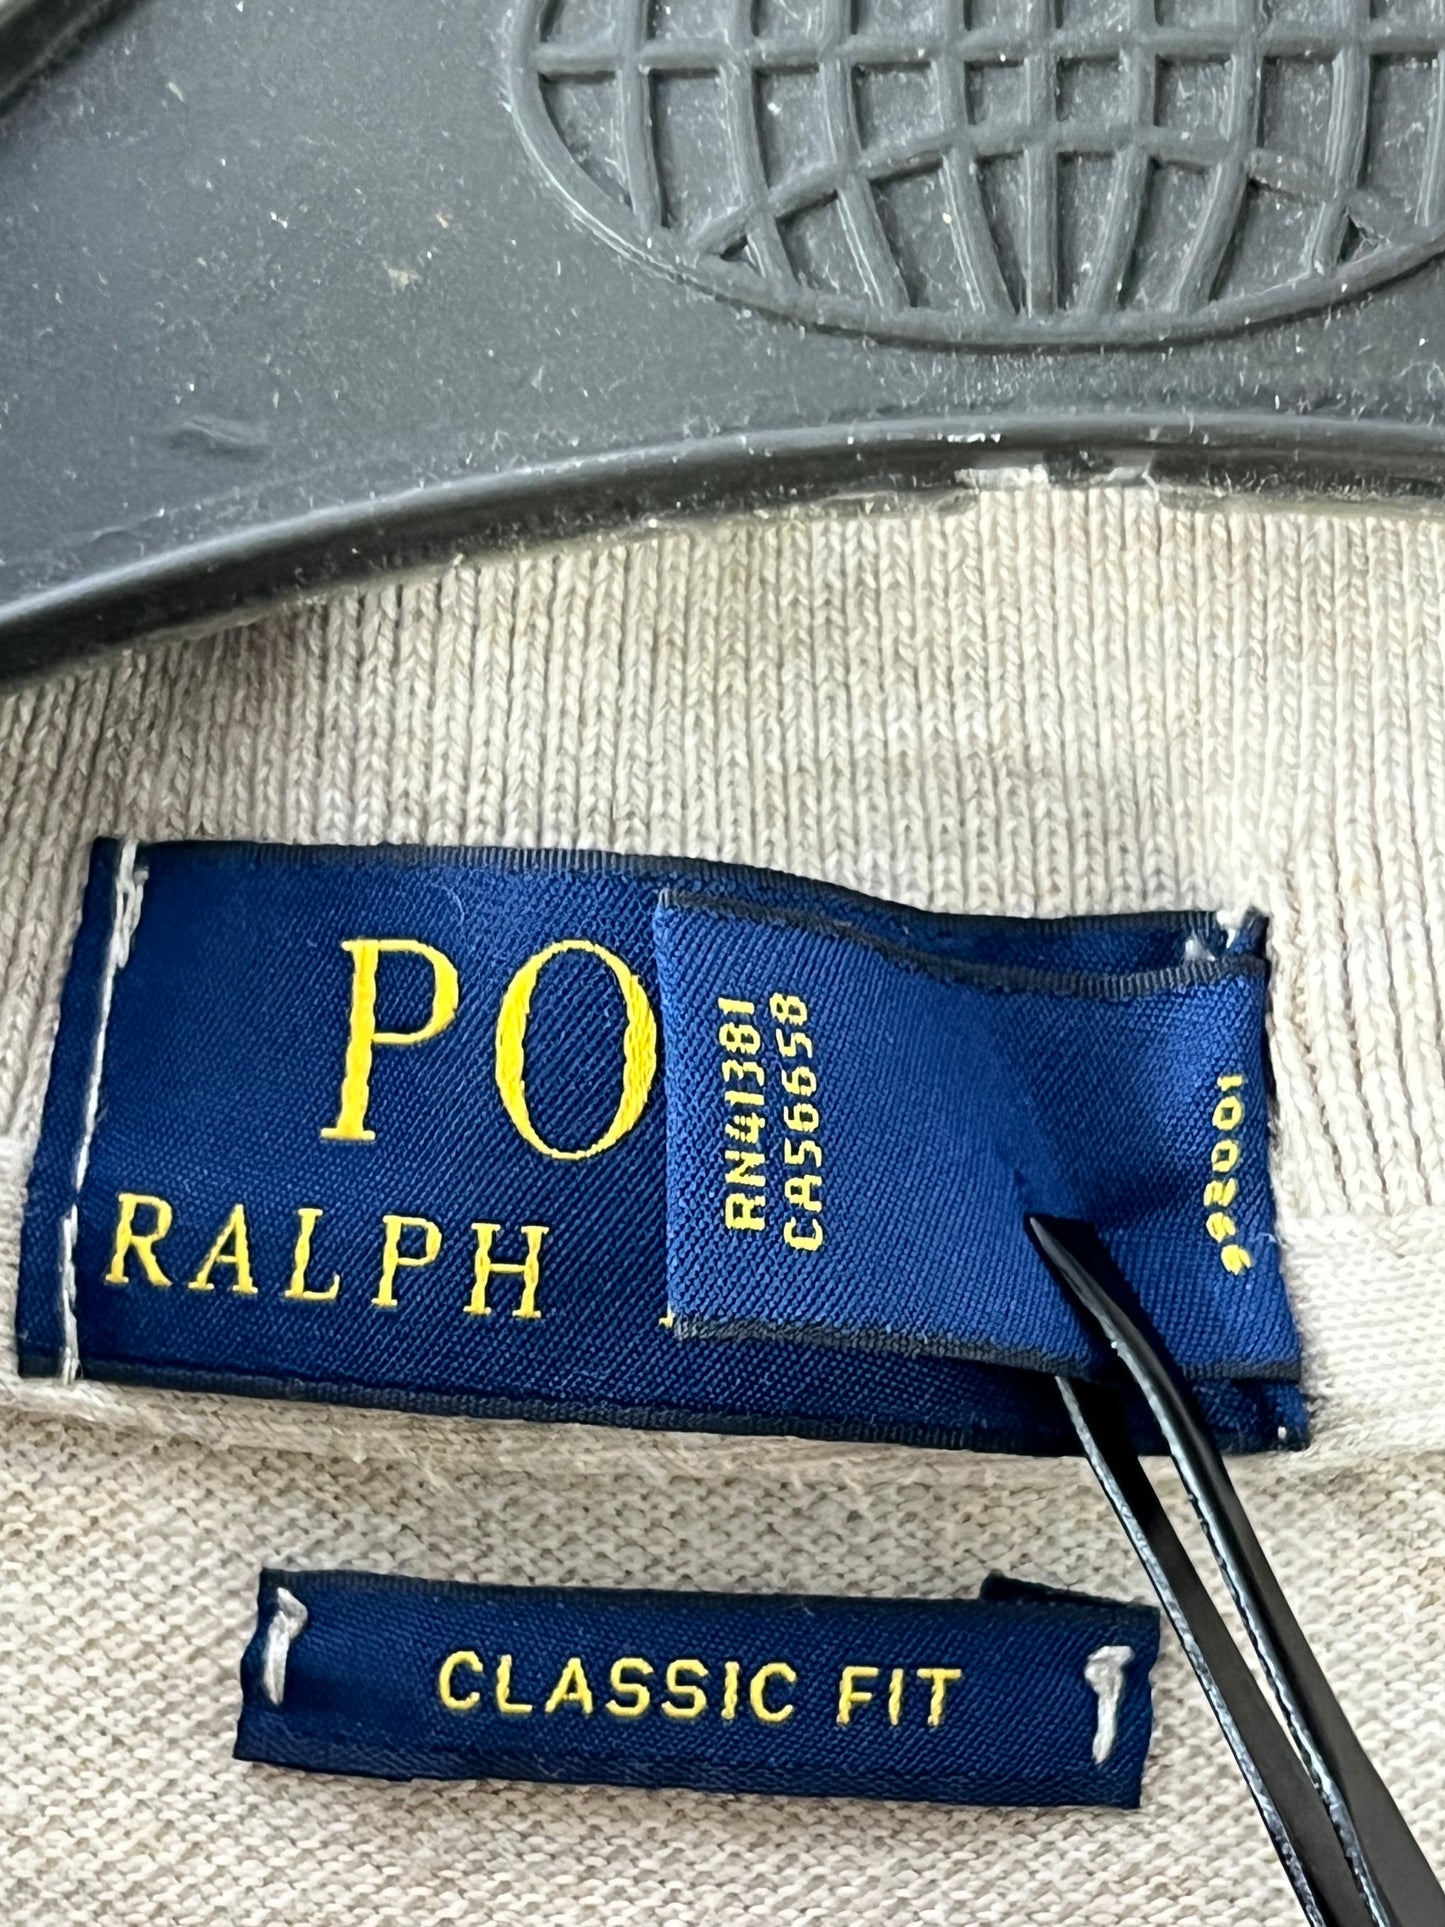 PO
RALPH
RN41381
CA56658
CLASSIC FIT